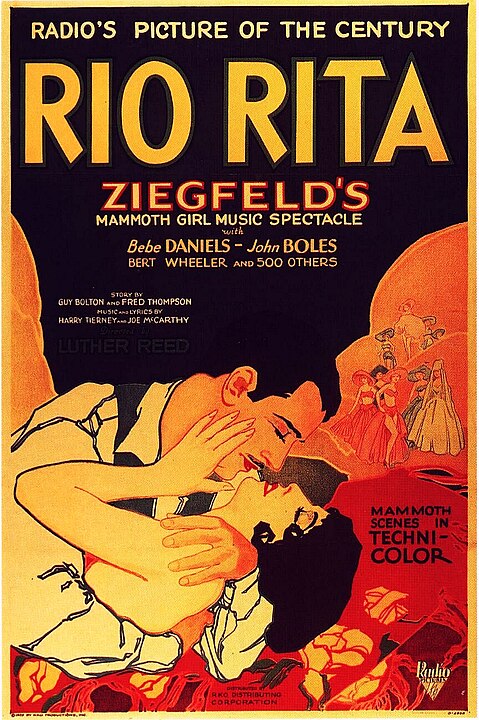 RADIO'S PICTURE OF THE CENTURY
RIO RITA
ZIEGFELD'S
MAMMOTH GIRL MUSIC SPECTACLE
with
Bebe DANIELS - John BOLES
BERT WHEELER AND 500 OTHERS
STORY BY
GUY BOLTON AND FRED THOMPSON
MUSIC AND LYRICS BY
HARRY TIERNEY AND JOE McCARTHY
LUTHER REED
MAMMOTH
SCENES IN
TECHNI-
COLOR
Radio
PICTURES
DISTRIBUTED BY
RKO DISTRIBUTING
CORPORATION